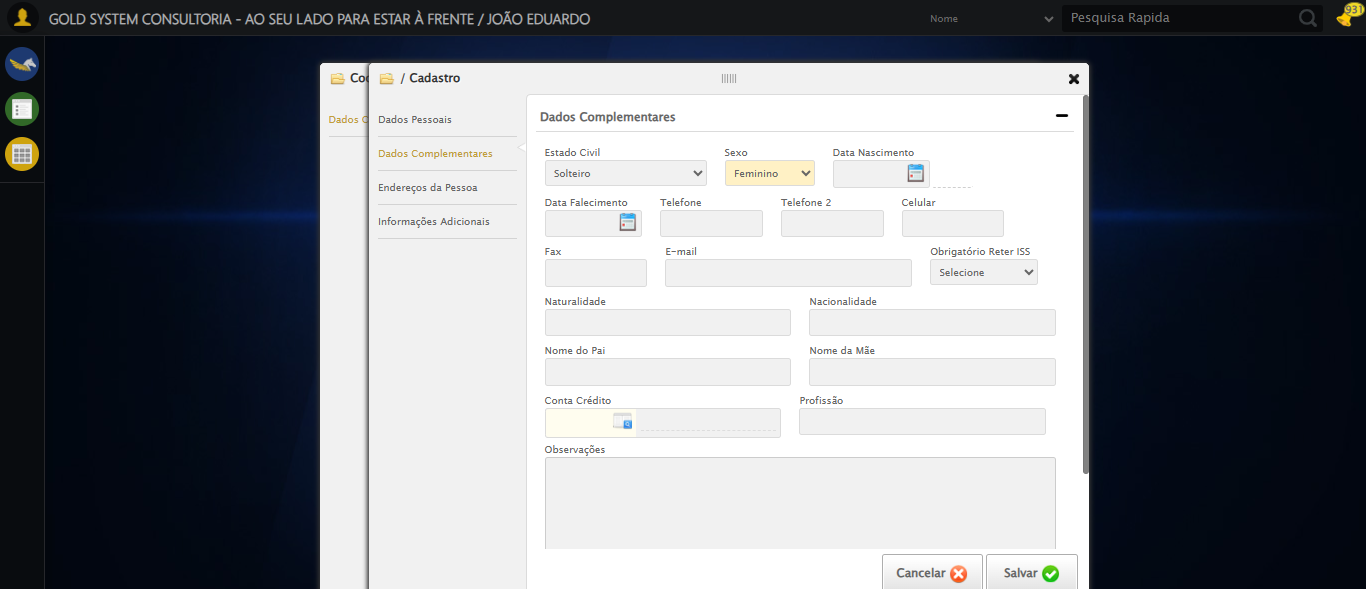 GOLD SYSTEM CONSULTORIA - AO SEU LADO PARA ESTAR À FRENTE / JOÃO EDUARDO
Nome
Pesquisa Rapida
931
/ Cadastro
Dados Pessoais
Dados Complementares
Endereços da Pessoa
Informações Adicionais
Dados Complementares
Estado Civil
Sexo
Data Nascimento
Solteiro
Feminino
Data Falecimento
Telefone
Telefone 2
Celular
Fax
E-mail
Obrigatório Reter ISS
Selecione
Naturalidade
Nacionalidade
Nome do Pai
Nome da Mãe
Conta Crédito
Profissão
Observações
Cancelar
Salvar